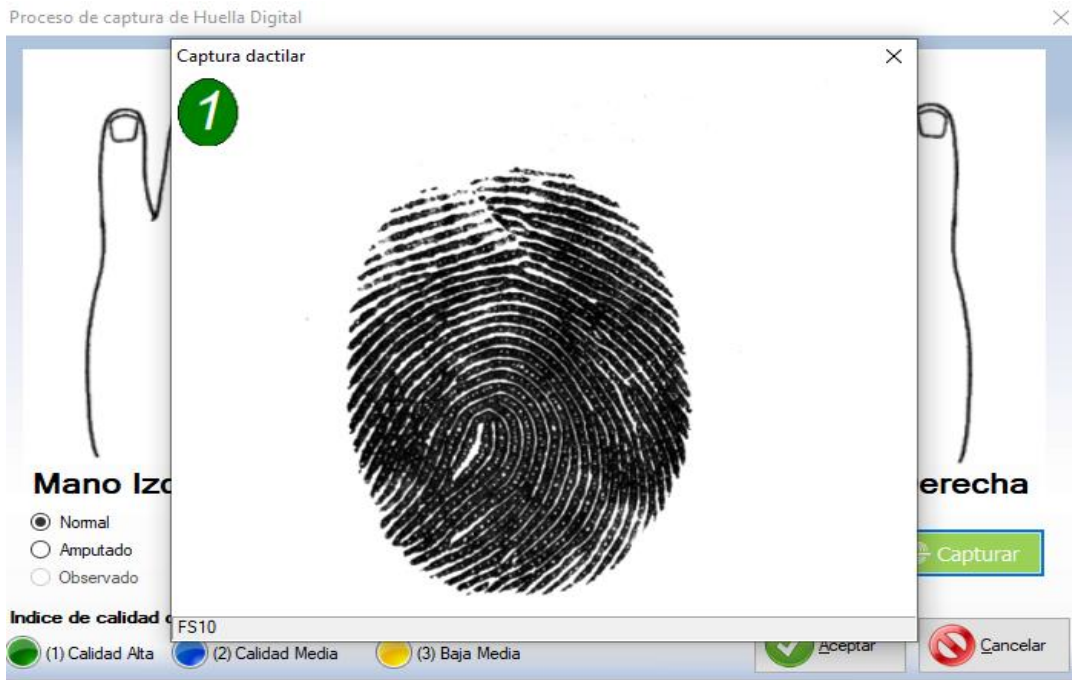 Proceso de captura de Huella Digital
Captura dactilar
1
Mano Izq
erecha
Normal
Amputado
Observado
Capturar
Indice de calidad
FS10
(1) Calidad Alta
(2) Calidad Media
(3) Baja Media
Aceptar
Cancelar